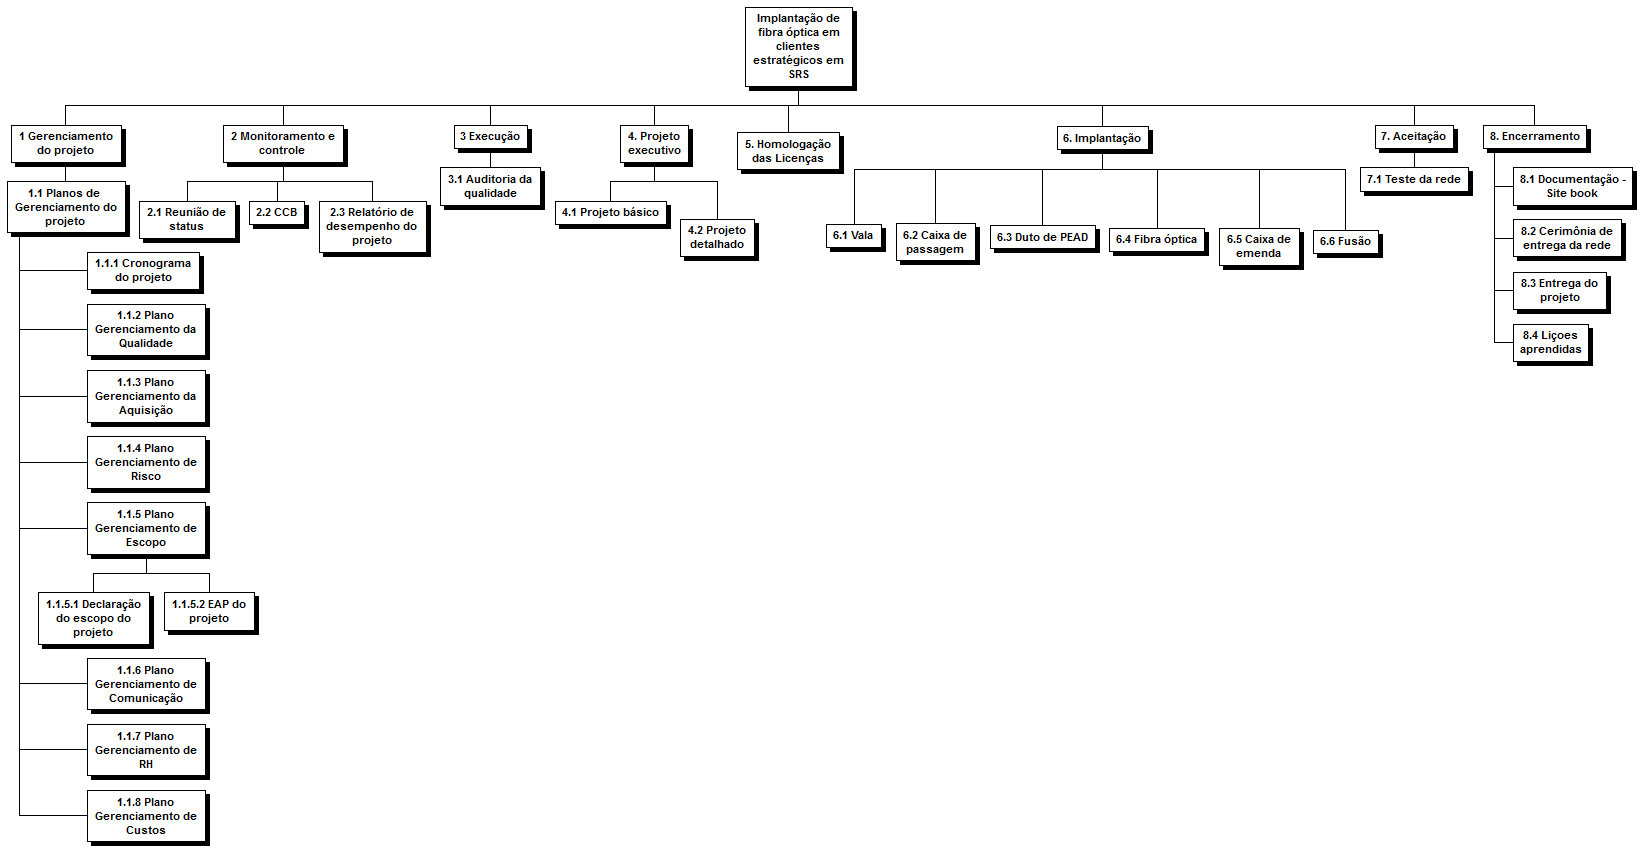 Implantação de
fibra óptica em
clientes
estratégicos em
SRS
1 Gerenciamento
do projeto
2 Monitoramento e
controle
3 Execução
4. Projeto
executivo
5. Homologação
das Licenças
6. Implantação
7. Aceitação
8. Encerramento
1.1 Planos de
Gerenciamento do
projeto
1.1.1 Cronograma
do projeto
1.1.2 Plano
Gerenciamento da
Qualidade
1.1.3 Plano
Gerenciamento da
Aquisição
1.1.4 Plano
Gerenciamento de
Risco
1.1.5 Plano
Gerenciamento de
Escopo
1.1.5.1 Declaração
do escopo do
projeto
1.1.5.2 EAP do
projeto
1.1.6 Plano
Gerenciamento de
Comunicação
1.1.7 Plano
Gerenciamento de
RH
1.1.8 Plano
Gerenciamento de
Custos
2.1 Reunião de
status
2.2 CCB
2.3 Relatório de
desempenho do
projeto
3.1 Auditoria da
qualidade
4.1 Projeto básico
4.2 Projeto
detalhado
6.1 Vala
6.2 Caixa de
passagem
6.3 Duto de PEAD
6.4 Fibra óptica
6.5 Caixa de
emenda
6.6 Fusão
7.1 Teste da rede
8.1 Documentação -
Site book
8.2 Cerimônia de
entrega da rede
8.3 Entrega do
projeto
8.4 Liçoes
aprendidas